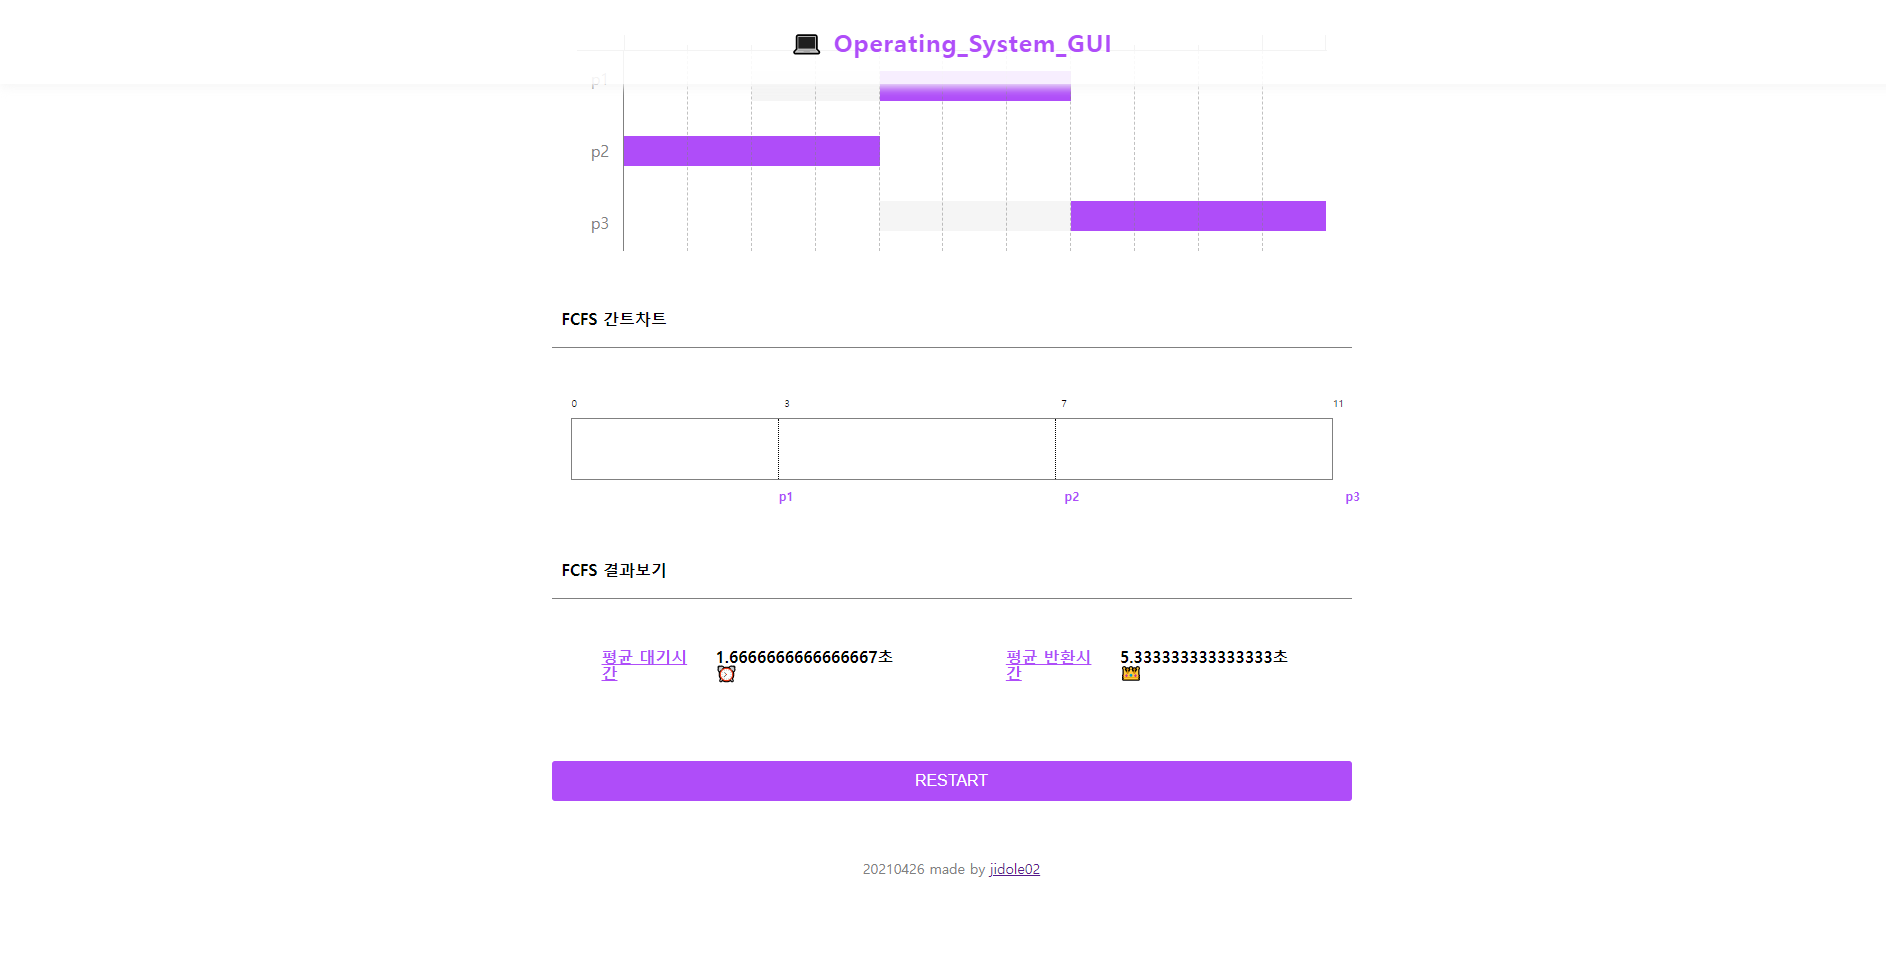 Operating_System_GUI
p1
p2
p3
FCFS 간트차트
0 3 7 11
p1 p2 p3
FCFS 결과보기
평균 대기시
간
1.6666666666666667초
평균 반환시
간
5.333333333333333초
RESTART
20210426 made by jidole02